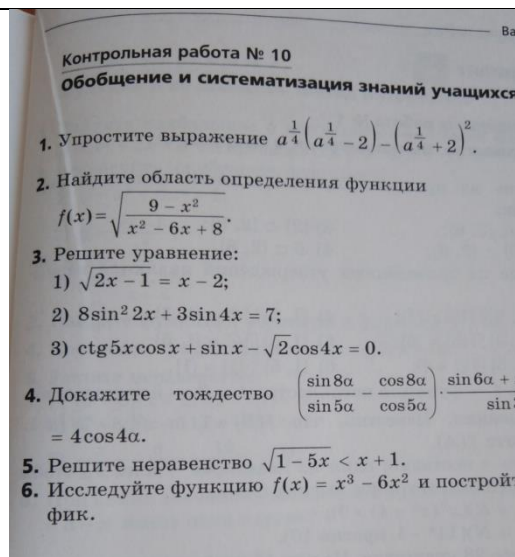 Контрольная работа № 10
Обобщение и систематизация знаний учащихся
1. Упростите выражение a^{1/4}(a^{1/4} − 2) − (a^{1/4} + 2)^2.
2. Найдите область определения функции
f(x) = √((9 − x²)/(x² − 6x + 8)).
3. Решите уравнение:
1) √(2x − 1) = x − 2;
2) 8sin² 2x + 3sin 4x = 7;
3) ctg 5x cos x + sin x − √2 cos 4x = 0.
4. Докажите тождество (sin 8α/sin 5α − cos 8α/cos 5α) · sin 6α +
= 4cos 4α.
5. Решите неравенство √(1 − 5x) < x + 1.
6. Исследуйте функцию f(x) = x³ − 6x² и
фик.